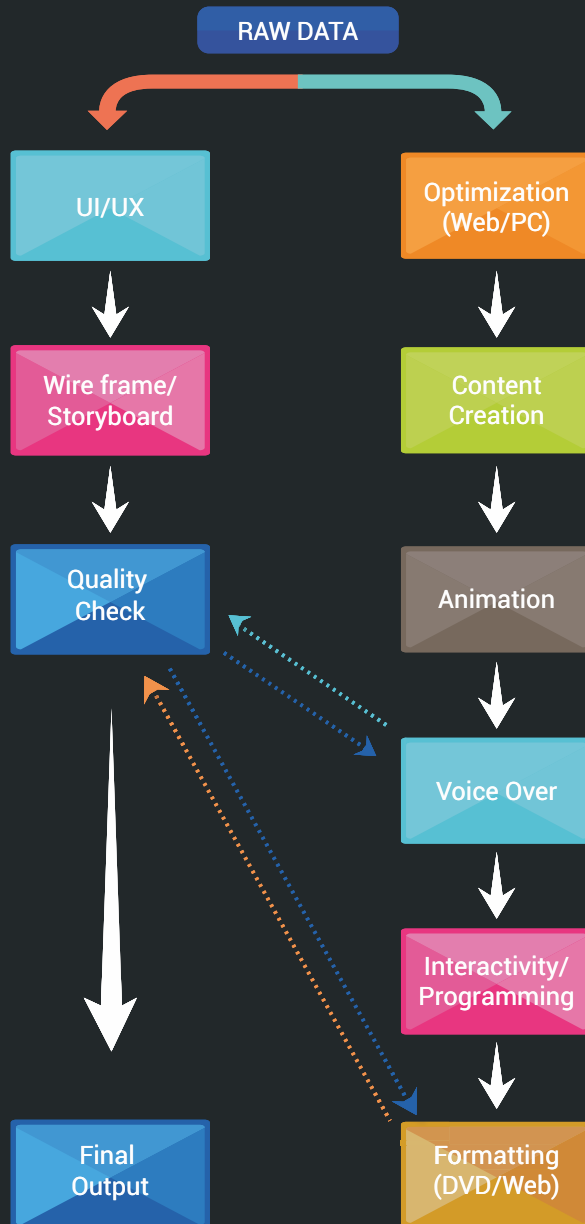 RAW DATA
UI/UX
Optimization
(Web/PC)
Wire frame/
Storyboard
Content
Creation
Quality
Check
Animation
Voice Over
Interactivity/
Programming
Final
Output
Formatting
(DVD/Web)